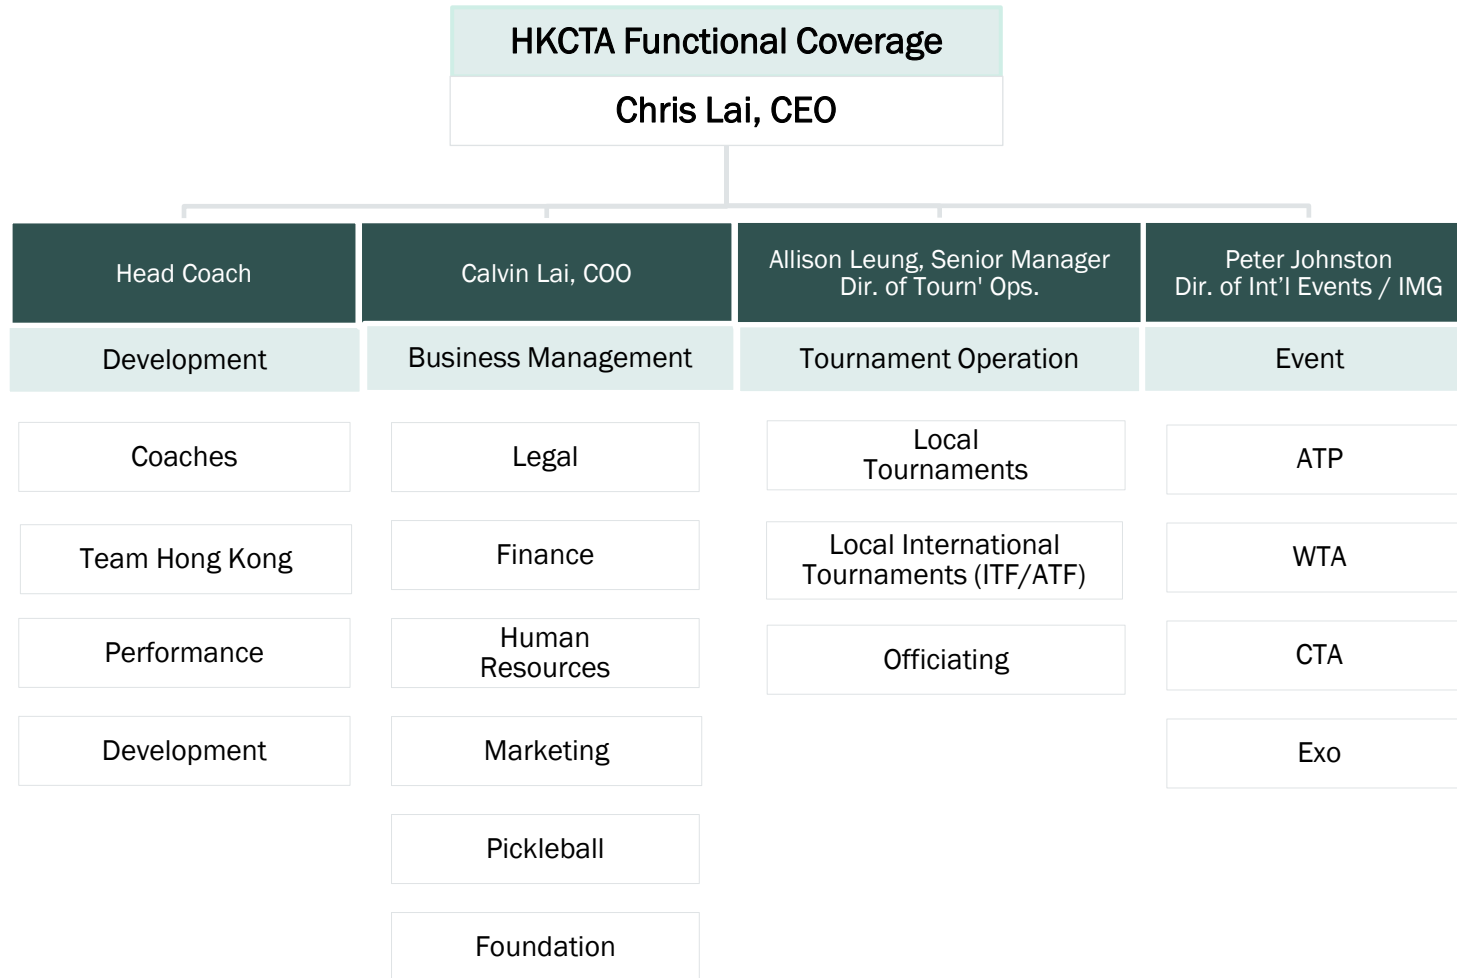 HKCTA Functional Coverage
Chris Lai, CEO
Head Coach
Development
Coaches
Team Hong Kong
Performance
Development
Calvin Lai, COO
Business Management
Legal
Finance
Human
Resources
Marketing
Pickleball
Foundation
Allison Leung, Senior Manager
Dir. of Tourn' Ops.
Tournament Operation
Local
Tournaments
Local International
Tournaments (ITF/ATF)
Officiating
Peter Johnston
Dir. of Int’l Events / IMG
Event
ATP
WTA
CTA
Exo